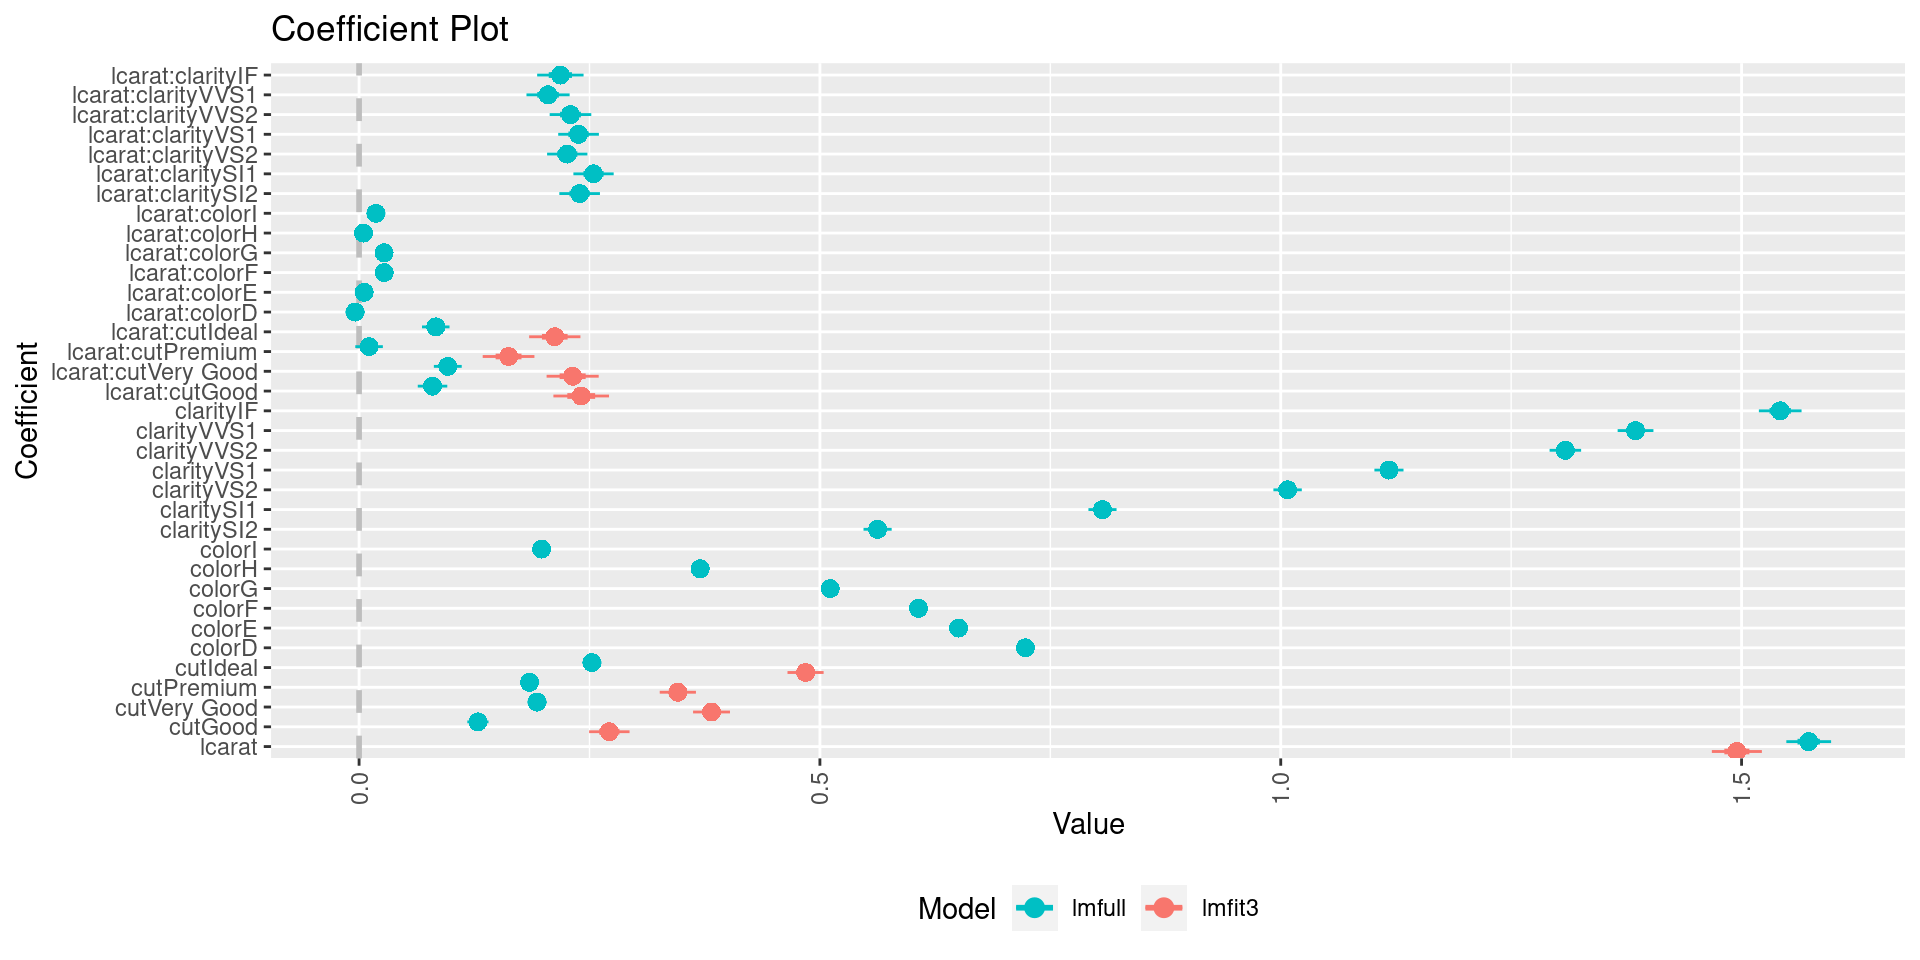 Coefficient Plot
lcarat:clarityIF
lcarat:clarityVVS1
lcarat:clarityVVS2
lcarat:clarityVS1
lcarat:clarityVS2
lcarat:claritySI1
lcarat:claritySI2
lcarat:colorI
lcarat:colorH
lcarat:colorG
lcarat:colorF
lcarat:colorE
lcarat:colorD
lcarat:cutIdeal
lcarat:cutPremium
lcarat:cutVery Good
lcarat:cutGood
clarityIF
clarityVVS1
clarityVVS2
clarityVS1
clarityVS2
claritySI1
claritySI2
colorI
colorH
colorG
colorF
colorE
colorD
cutIdeal
cutPremium
cutVery Good
cutGood
lcarat
Coefficient
0.0 0.5 1.0 1.5
Value
Model lmfull lmfit3